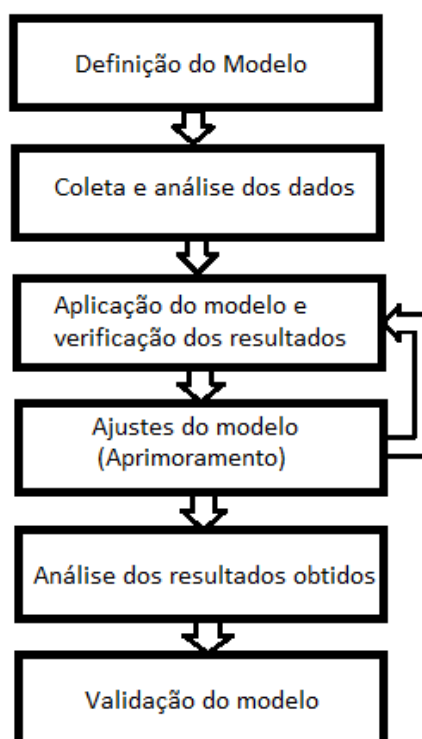 Definição do Modelo
Coleta e análise dos dados
Aplicação do modelo e
verificação dos resultados
Ajustes do modelo
(Aprimoramento)
Análise dos resultados obtidos
Validação do modelo